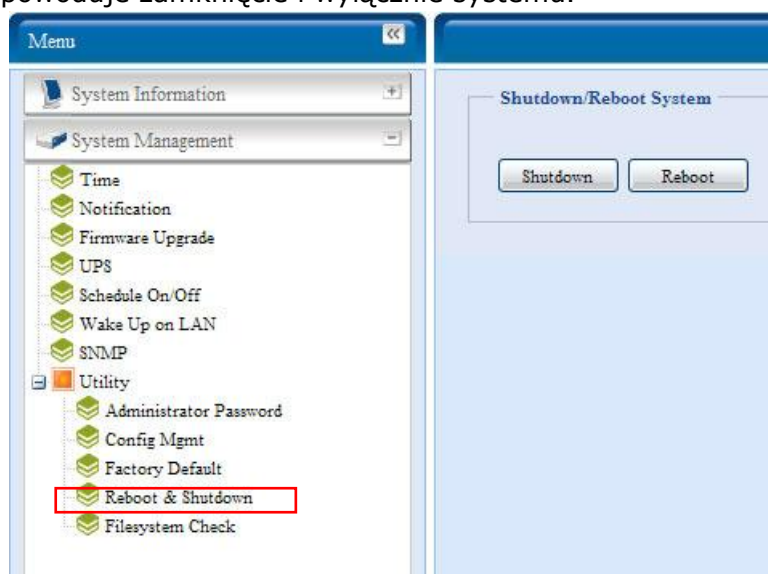 powoduje zamknięcie i wyłącznie systemu.
Menu
System Information
System Management
Time
Notification
Firmware Upgrade
UPS
Schedule On/Off
Wake Up on LAN
SNMP
Utility
Administrator Password
Config Mgmt
Factory Default
Reboot & Shutdown
Filesystem Check
Shutdown/Reboot System
Shutdown Reboot